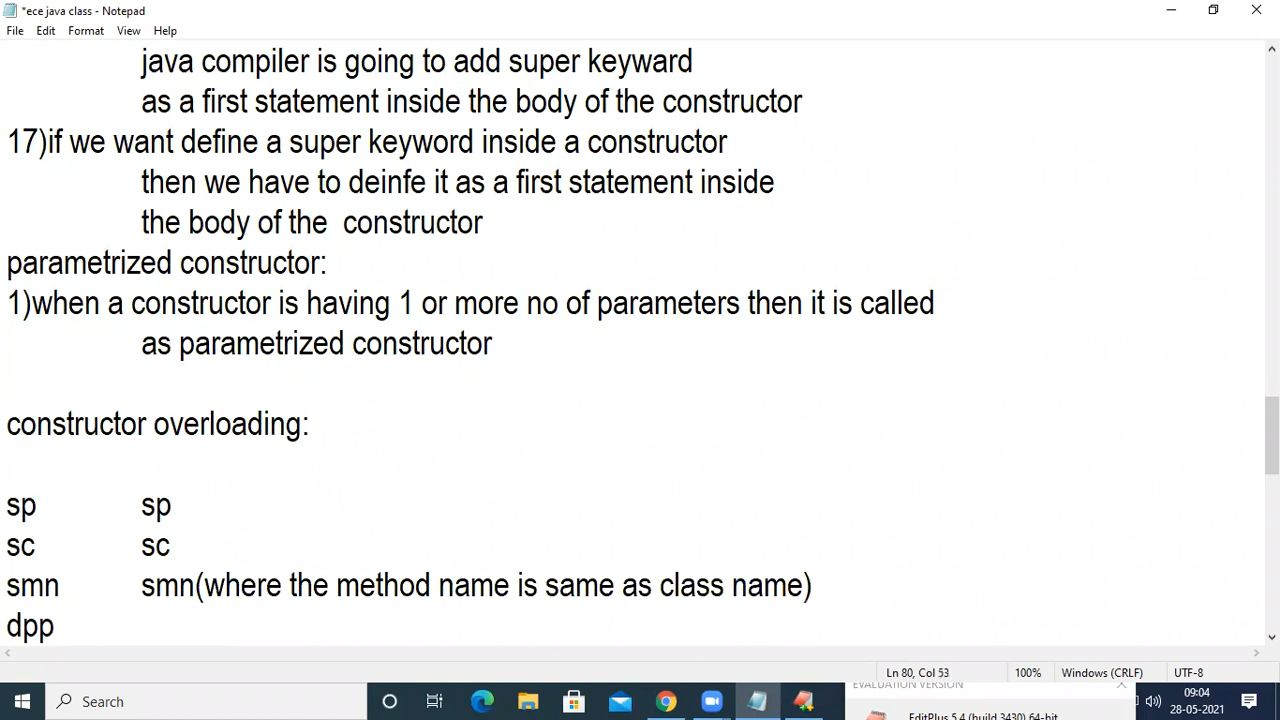 *ece java class - Notepad
File Edit Format View Help
java compiler is going to add super keyward
as a first statement inside the body of the constructor
17)if we want define a super keyword inside a constructor
then we have to deinfe it as a first statement inside
the body of the  constructor
parametrized constructor:
1)when a constructor is having 1 or more no of parameters then it is called
as parametrized constructor
constructor overloading:
sp sp
sc sc
smn smn(where the method name is same as class name)
dpp
Ln 80, Col 53 100% Windows (CRLF) UTF-8
EVALUATION VERSION
EditPlus 5.4 (build 3430) 64-bit
Search
09:04
28-05-2021